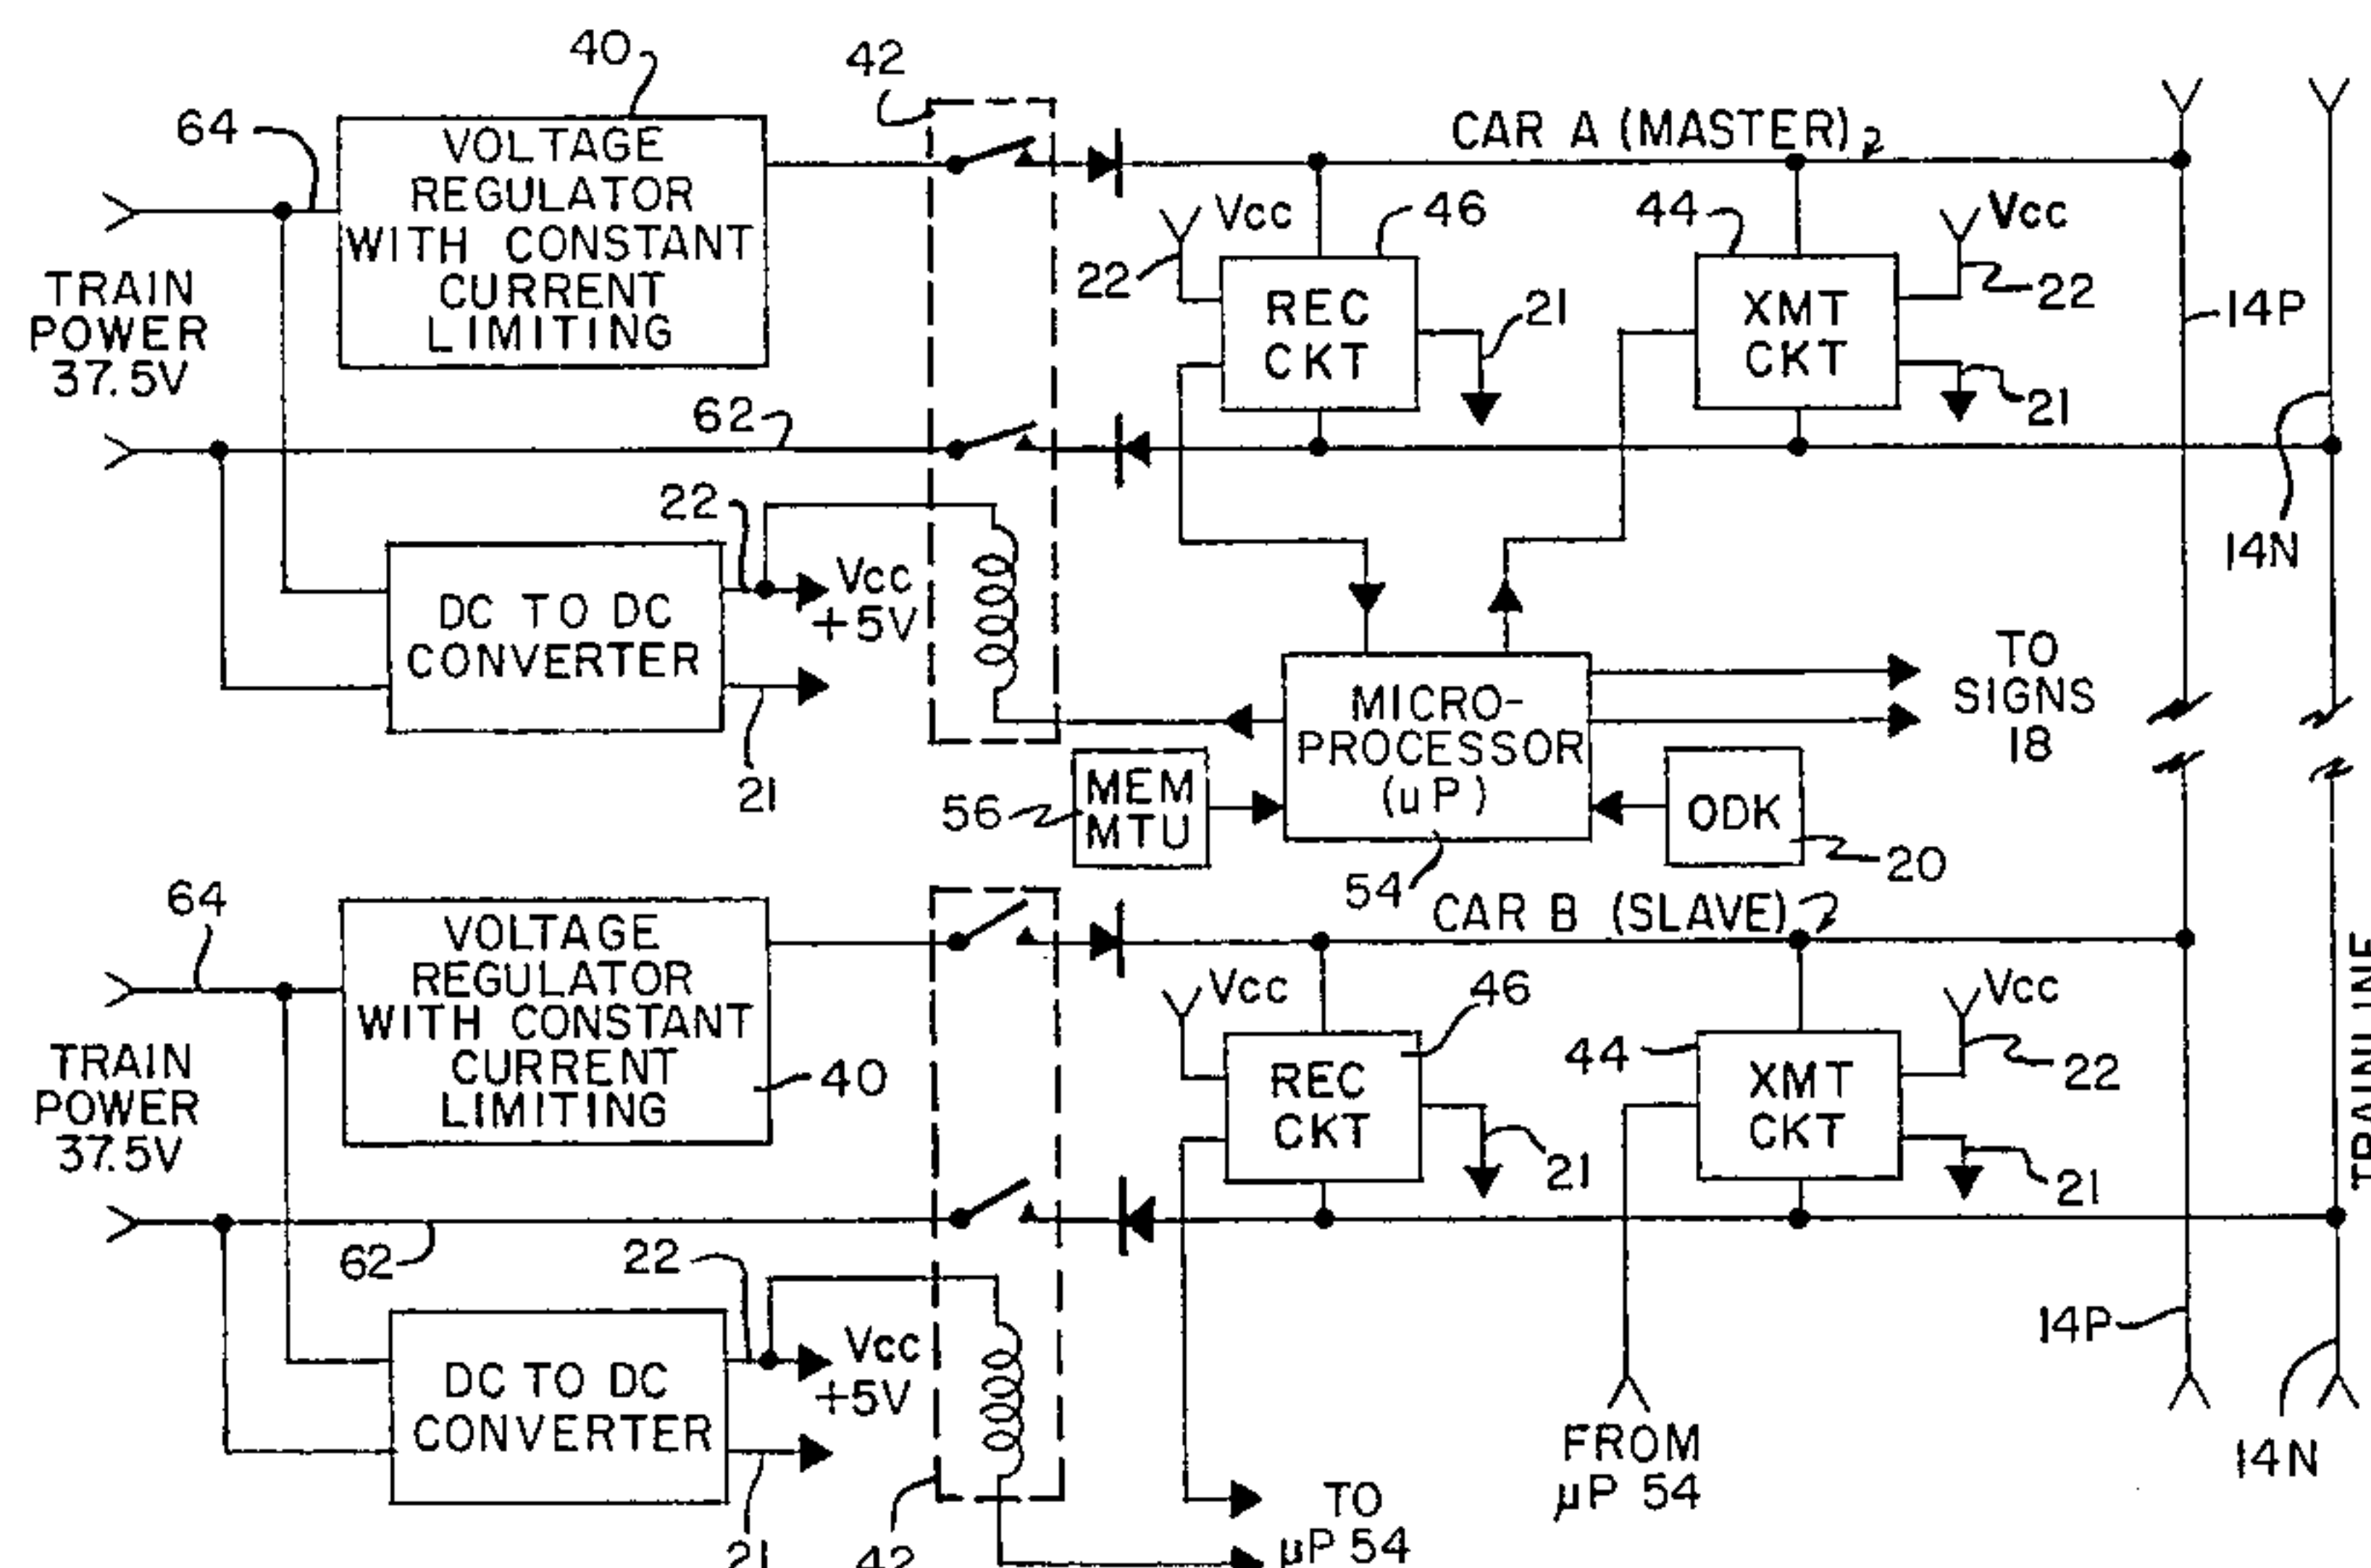 40
42
64
VOLTAGE
REGULATOR
WITH CONSTANT
CURRENT
LIMITING
CAR A (MASTER)
TRAIN
POWER
37.5V
Vcc
46
44
Vcc
22
REC
CKT
21
XMT
CKT
22
21
14P
14N
62
22
Vcc
+5V
DC TO DC
CONVERTER
21
MICRO-
PROCESSOR
(uP)
54
TO
SIGNS
18
56
MEM
MTU
ODK
20
64
VOLTAGE
REGULATOR
WITH CONSTANT
CURRENT
LIMITING
40
CAR B (SLAVE)
TRAIN
POWER
37.5V
Vcc
46
44
Vcc
22
REC
CKT
21
XMT
CKT
21
TRAINLINE
62
22
Vcc
+5V
DC TO DC
CONVERTER
21
42
14P
14N
FROM
µP 54
TO
µP 54